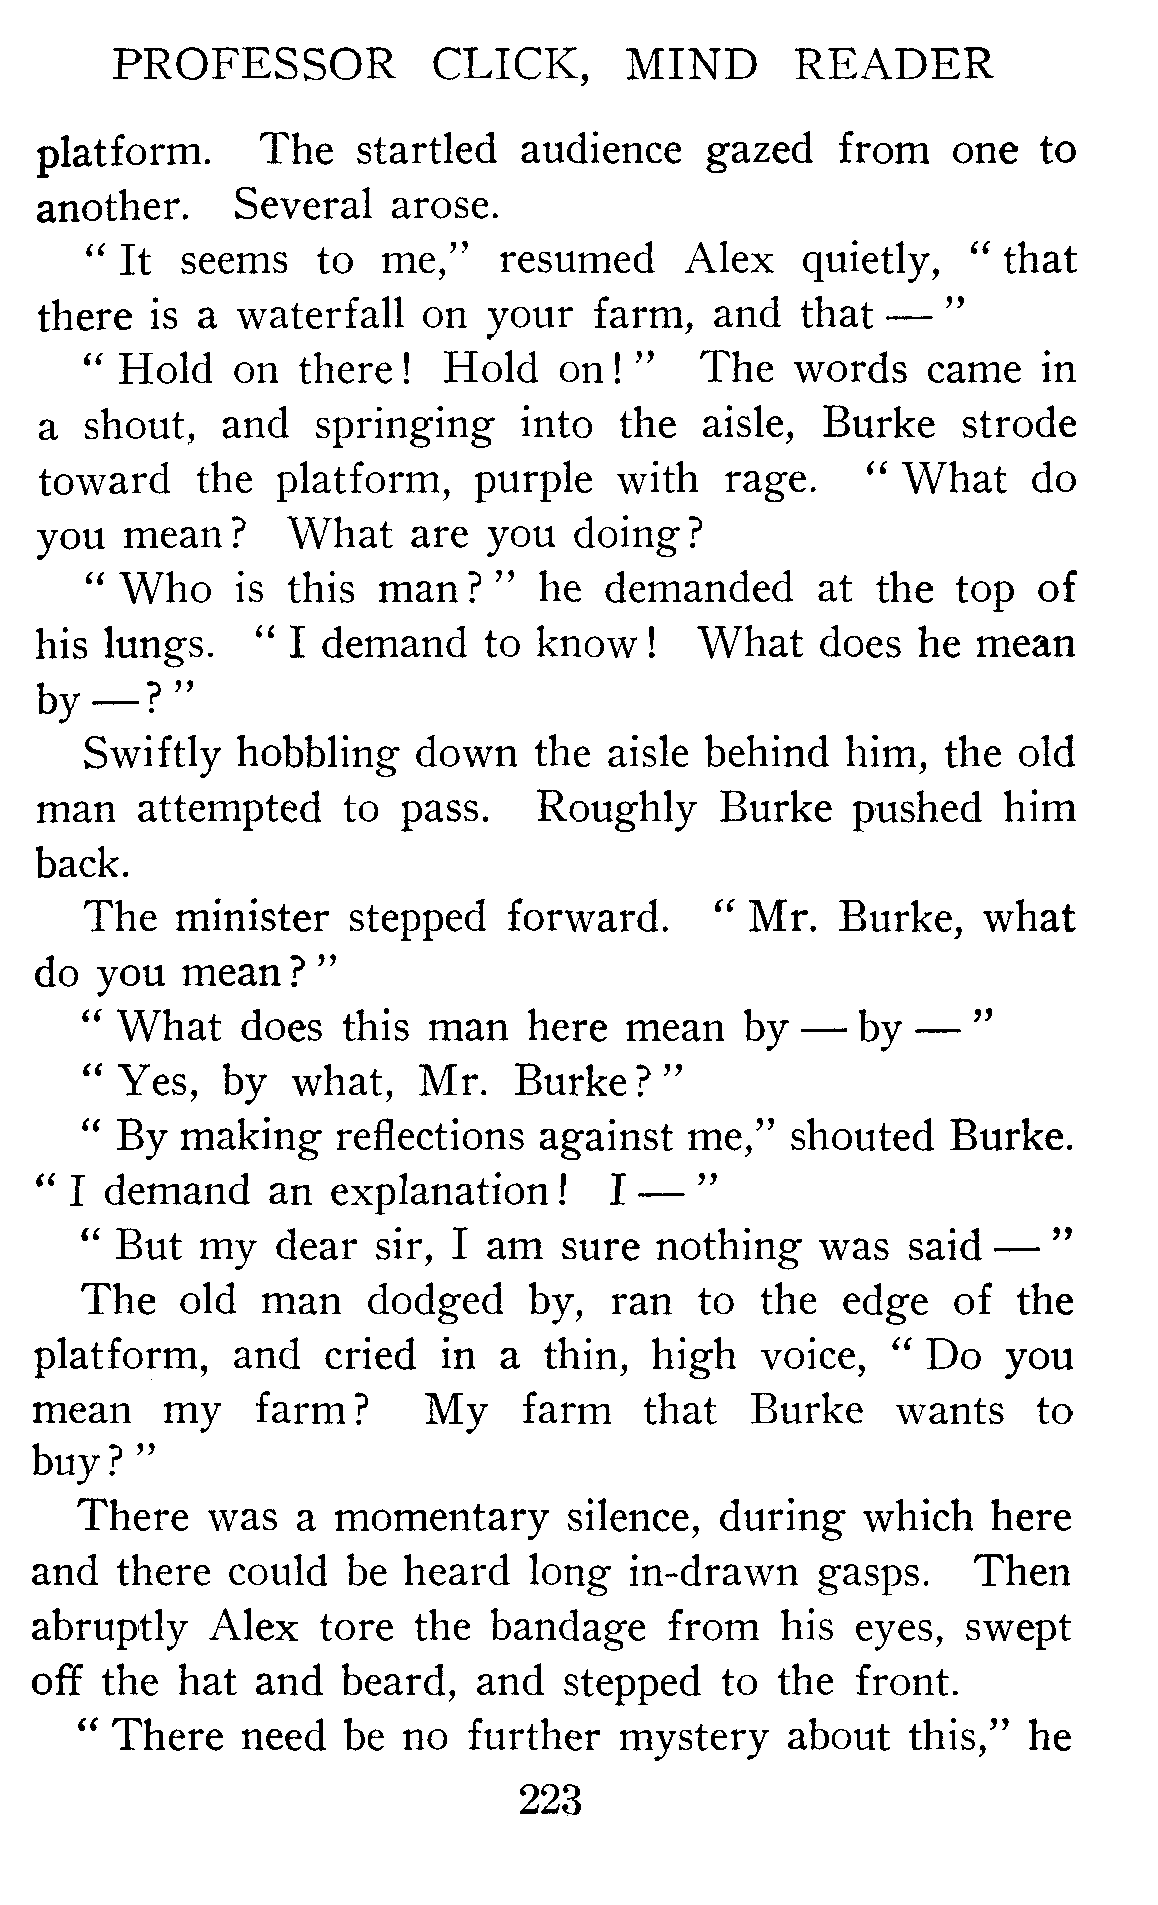 PROFESSOR CLICK, MIND READER
platform. The startled audience gazed from one to
another. Several arose.
“ It seems to me,” resumed Alex quietly, “ that
there is a waterfall on your farm, and that — ”
“ Hold on there! Hold on! ” The words came in
a shout, and springing into the aisle, Burke strode
toward the platform, purple with rage. “ What do
you mean? What are you doing?
“ Who is this man? ” he demanded at the top of
his lungs. “ I demand to know! What does he mean
by —? ”
Swiftly hobbling down the aisle behind him, the old
man attempted to pass. Roughly Burke pushed him
back.
The minister stepped forward. “ Mr. Burke, what
do you mean? ”
“ What does this man here mean by — by — ”
“ Yes, by what, Mr. Burke? ”
“ By making reflections against me,” shouted Burke.
“ I demand an explanation! I — ”
“ But my dear sir, I am sure nothing was said — ”
The old man dodged by, ran to the edge of the
platform, and cried in a thin, high voice, “ Do you
mean my farm? My farm that Burke wants to
buy? ”
There was a momentary silence, during which here
and there could be heard long in-drawn gasps. Then
abruptly Alex tore the bandage from his eyes, swept
off the hat and beard, and stepped to the front.
“ There need be no further mystery about this,” he
223